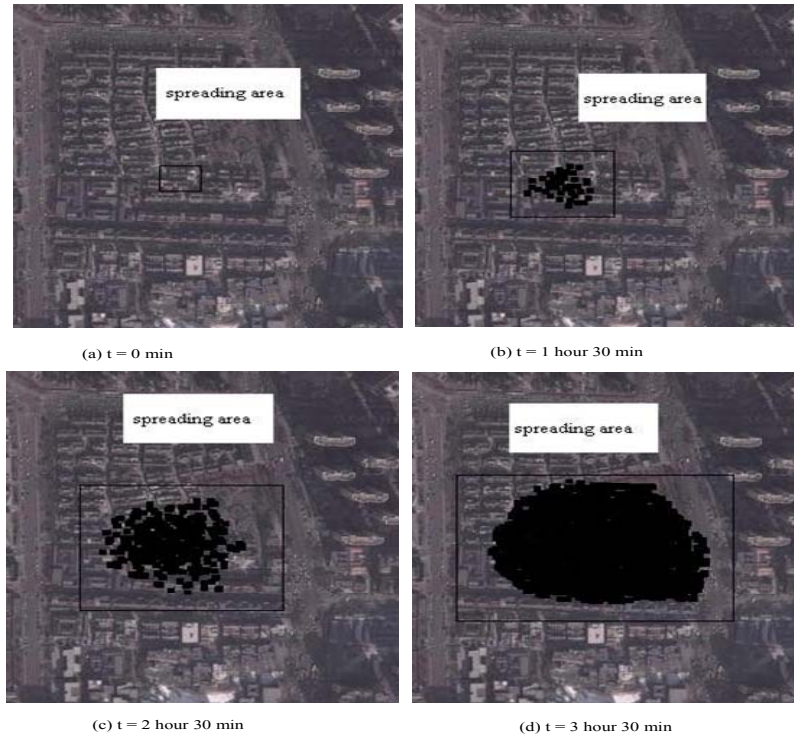 spreading area
spreading area
(a) t = 0 min
(b) t = 1 hour 30 min
spreading area
spreading area
(c) t = 2 hour 30 min
(d) t = 3 hour 30 min